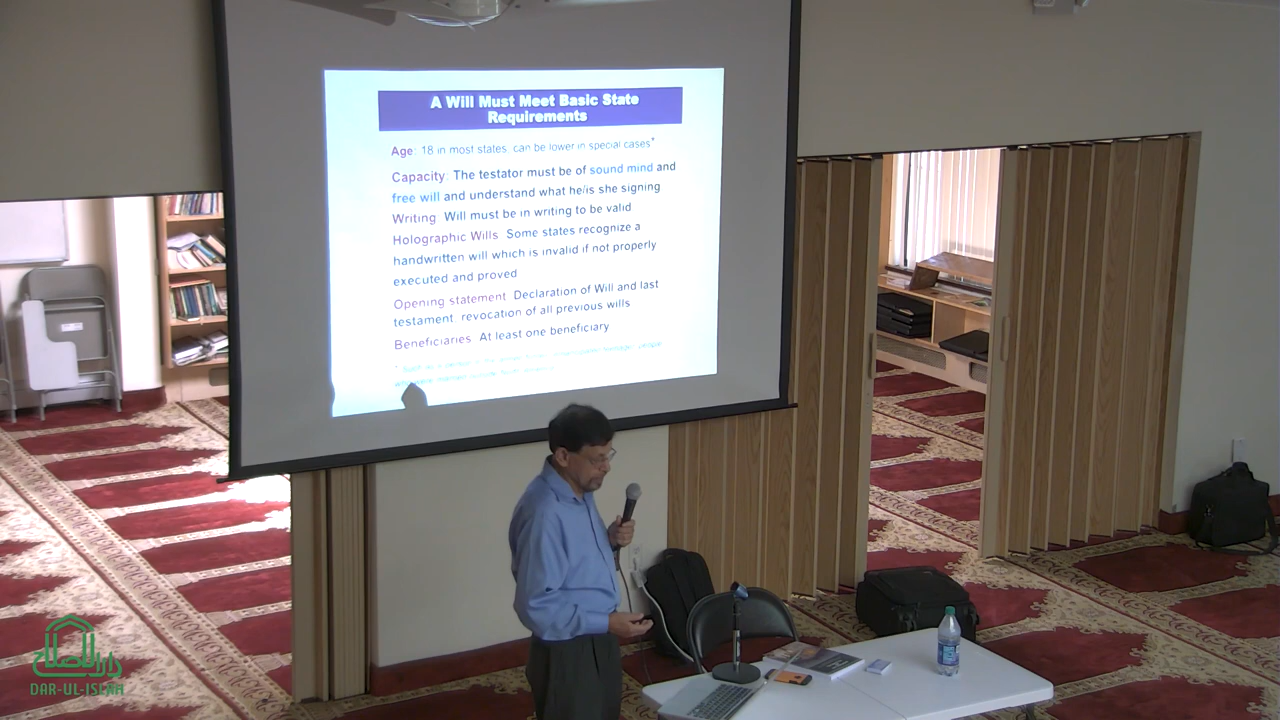 A Will Must Meet Basic State
Requirements
Age: 18 in most states, can be lower in special cases*
Capacity: The testator must be of sound mind and
free will and understand what he/is she signing
Writing Will must be in writing to be valid
Holographic Wills Some states recognize a
handwritten will which is invalid if not properly
executed and proved
Opening statement Declaration of Will and last
testament, revocation of all previous wills
Beneficiaries At least one beneficiary
دار الاصلاح
DAR-UL-ISLAH